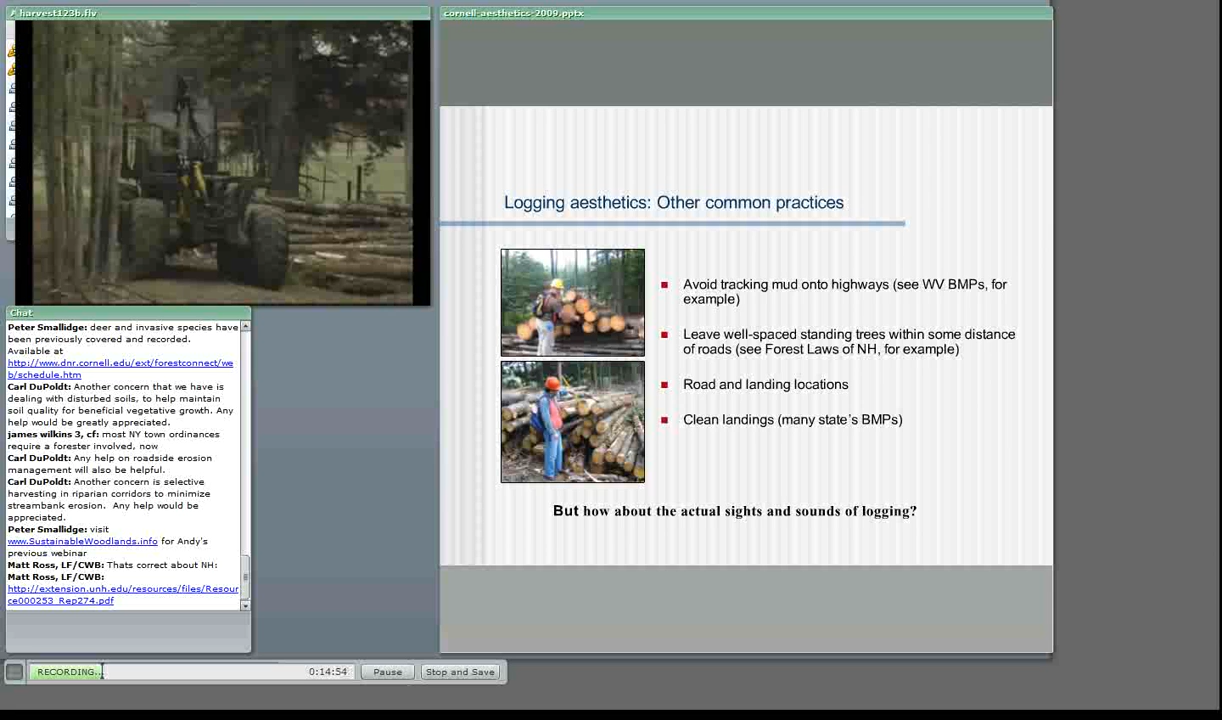 harvest123b.flv
cornell-aesthetics-2009.pptx
Logging aesthetics: Other common practices
Avoid tracking mud onto highways (see WV BMPs, for
example)
Leave well-spaced standing trees within some distance
of roads (see Forest Laws of NH, for example)
Road and landing locations
Clean landings (many state's BMPs)
But how about the actual sights and sounds of logging?
Chat
Peter Smallidge: deer and invasive species have
been previously covered and recorded.
Available at
http://www.dnr.cornell.edu/ext/forestconnect/we
b/schedule.htm
Carl DuPoldt: Another concern that we have is
dealing with disturbed soils, to help maintain
soil quality for beneficial vegetative growth. Any
help would be greatly appreciated.
james wilkins 3, cf: most NY town ordinances
require a forester involved, now
Carl DuPoldt: Any help on roadside erosion
management will also be helpful.
Carl DuPoldt: Another concern is selective
harvesting in riparian corridors to minimize
streambank erosion. Any help would be
appreciated.
Peter Smallidge: visit
www.SustainableWoodlands.info for Andy's
previous webinar
Matt Ross, LF/CWB: Thats correct about NH:
Matt Ross, LF/CWB:
http://extension.unh.edu/resources/files/Resour
ce000253_Rep274.pdf
RECORDING... 0:14:54 Pause Stop and Save